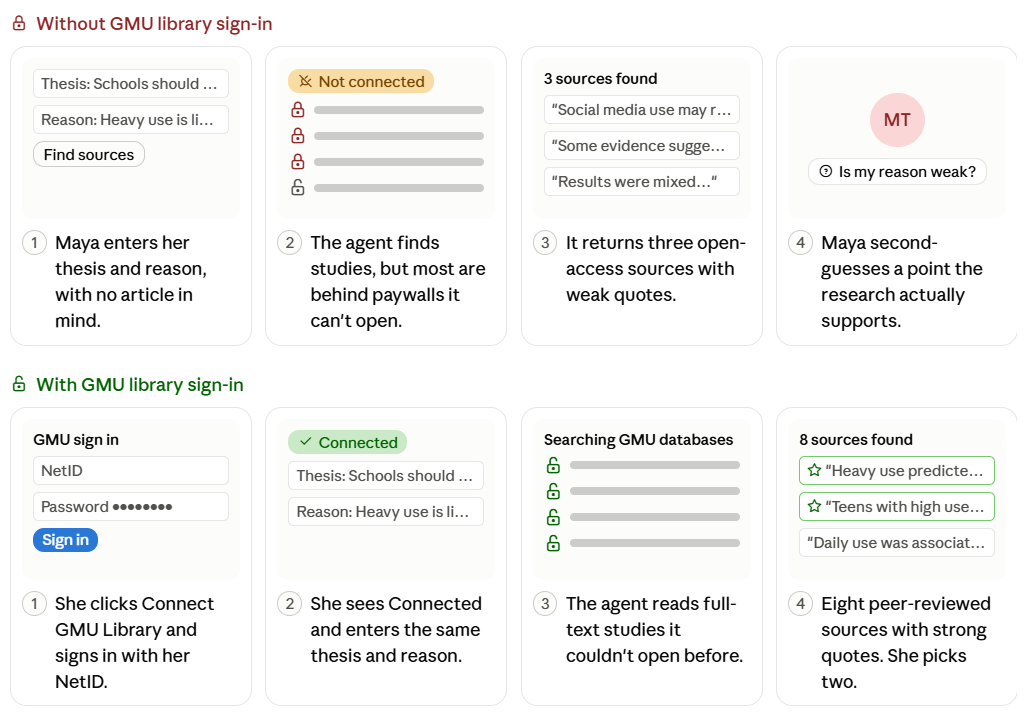 Without GMU library sign-in
Thesis: Schools should ...
Reason: Heavy use is li...
Find sources
1 Maya enters her
thesis and reason,
with no article in
mind.
Not connected
2 The agent finds
studies, but most are
behind paywalls it
can't open.
3 sources found
"Social media use may r...
"Some evidence sugge...
"Results were mixed..."
3 It returns three open-
access sources with
weak quotes.
MT
Is my reason weak?
4 Maya second-
guesses a point the
research actually
supports.
With GMU library sign-in
GMU sign in
NetID
Password ••••••••
Sign in
1 She clicks Connect
GMU Library and
signs in with her
NetID.
Connected
Thesis: Schools should ...
Reason: Heavy use is li...
2 She sees Connected
and enters the same
thesis and reason.
Searching GMU databases
3 The agent reads full-
text studies it
couldn't open before.
8 sources found
"Heavy use predicte...
"Teens with high use...
"Daily use was associat...
4 Eight peer-reviewed
sources with strong
quotes. She picks
two.